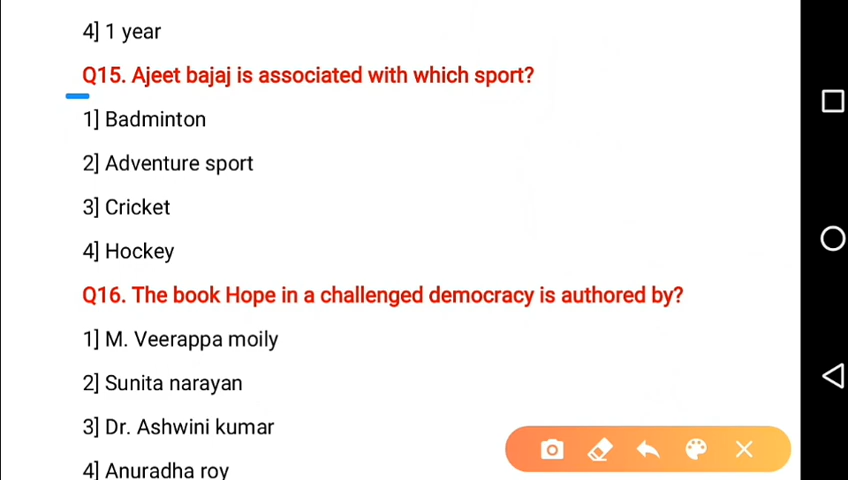 4] 1 year
Q15. Ajeet bajaj is associated with which sport?
1] Badminton
2] Adventure sport
3] Cricket
4] Hockey
Q16. The book Hope in a challenged democracy is authored by?
1] M. Veerappa moily
2] Sunita narayan
3] Dr. Ashwini kumar
4] Anuradha roy